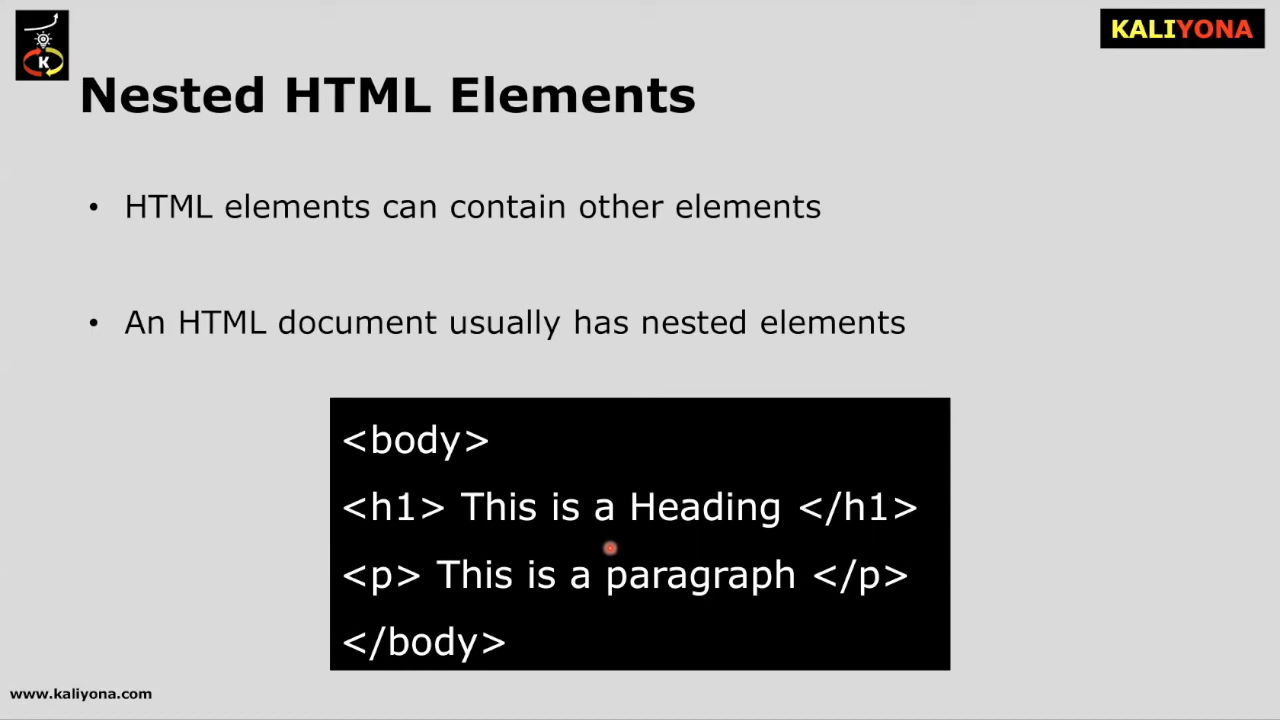 K
KALIYONA
Nested HTML Elements
• HTML elements can contain other elements
• An HTML document usually has nested elements
<body>
<h1> This is a Heading </h1>
<p> This is a paragraph </p>
</body>
www.kaliyona.com